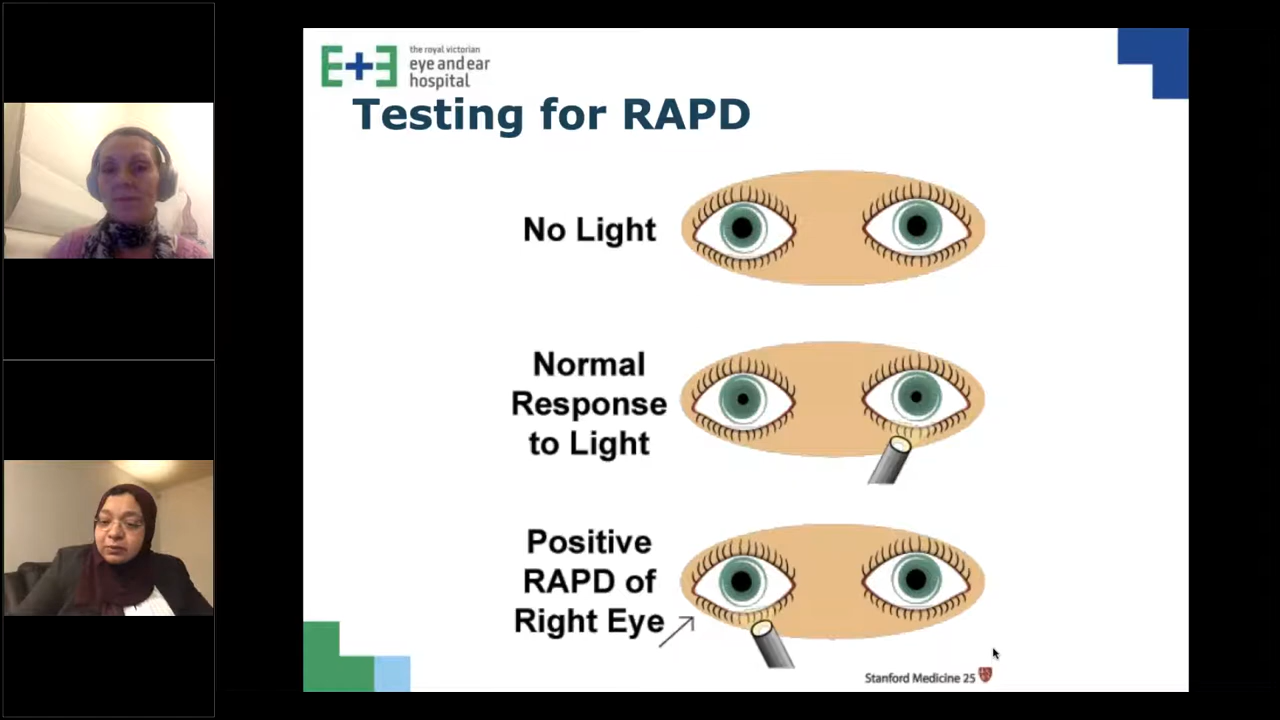 the royal victorian
eye and ear
hospital
Testing for RAPD
No Light
Normal
Response
to Light
Positive
RAPD of
Right Eye
Stanford Medicine 25